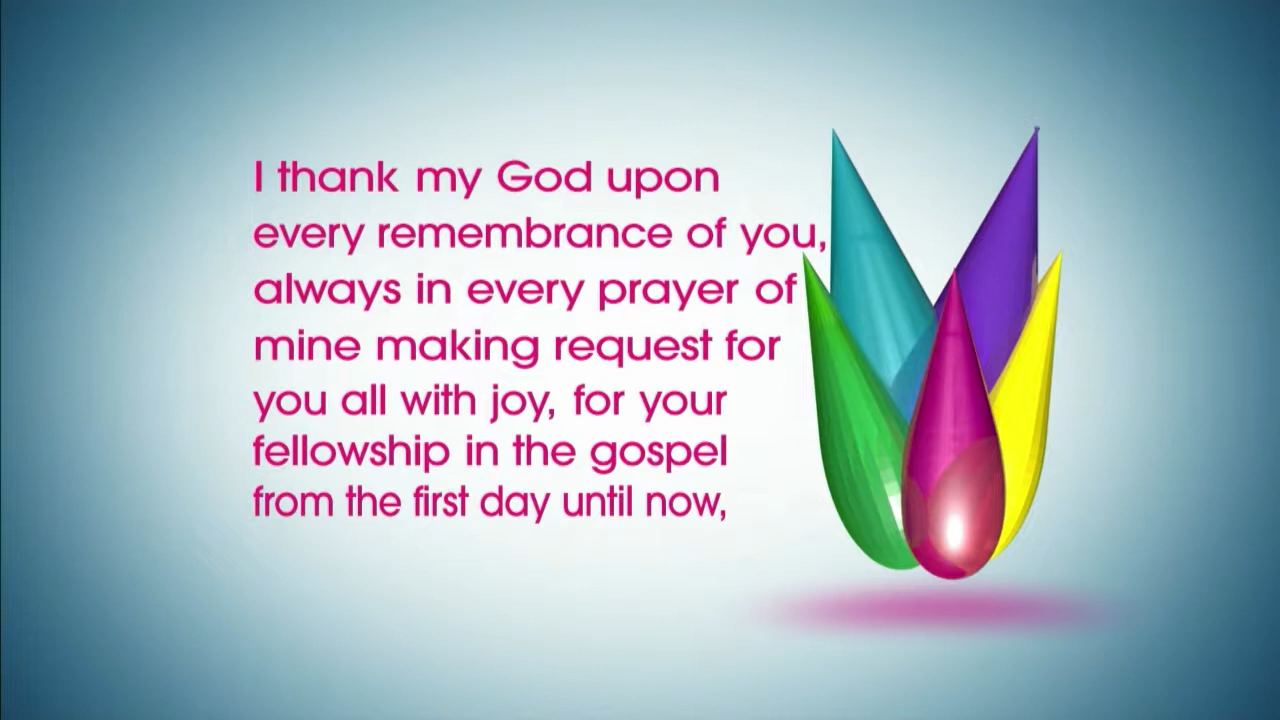 I thank my God upon
every remembrance of you,
always in every prayer of
mine making request for
you all with joy, for your
fellowship in the gospel
from the first day until now,